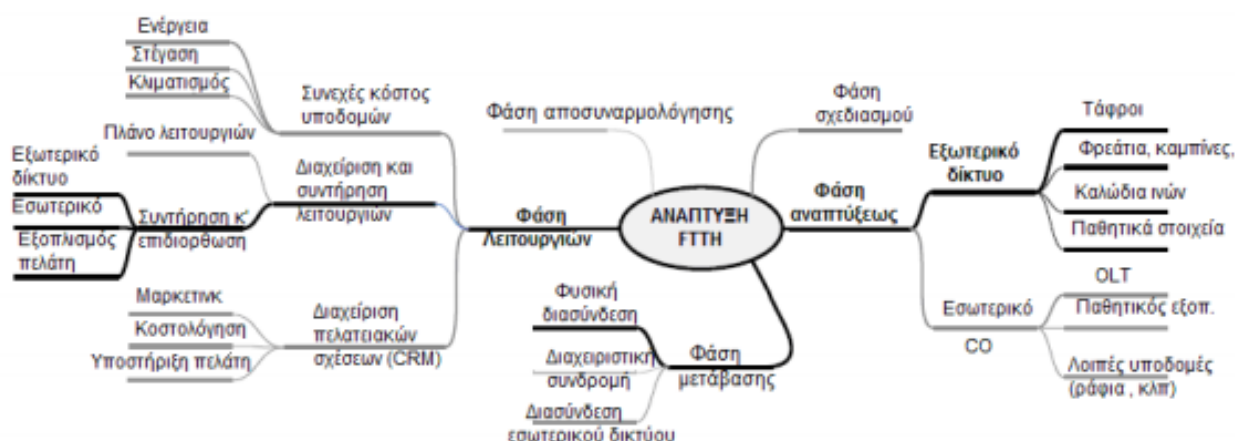 Ενέργεια
Στέγαση
Κλιματισμός
Συνεχές κόστος
υποδομών
Πλάνο λειτουργιών
Εξωτερικό
δίκτυο
Εσωτερικό
Εξοπλισμός
πελάτη
Συντήρηση κ'
επιδιορθωση
Διαχείριση και
συντήρηση
λειτουργιών
Μαρκετινκ
Κοστολόγηση
Υποστήριξη πελάτη
Διαχείριση
πελατειακών
σχέσεων (CRM)
Φάση
Λειτουργιών
Φάση αποσυναρμολόγησης
Φάση
σχεδιασμού
ΑΝΑΠΤΥΞΗ
FTTH
Φάση
αναπτύξεως
Εξωτερικό
δίκτυο
Τάφροι
Φρεάτια, καμπίνες,
Καλώδια ινών
Παθητικά στοιχεία
Εσωτερικό
CO
OLT
Παθητικός εξοπ.
Λοιπές υποδομές
(ράφια , κλπ)
Φυσική
διασύνδεση
Διαχειριστική
συνδρομή
Διασύνδεση
εσωτερικού δικτύου
Φάση
μετάβασης